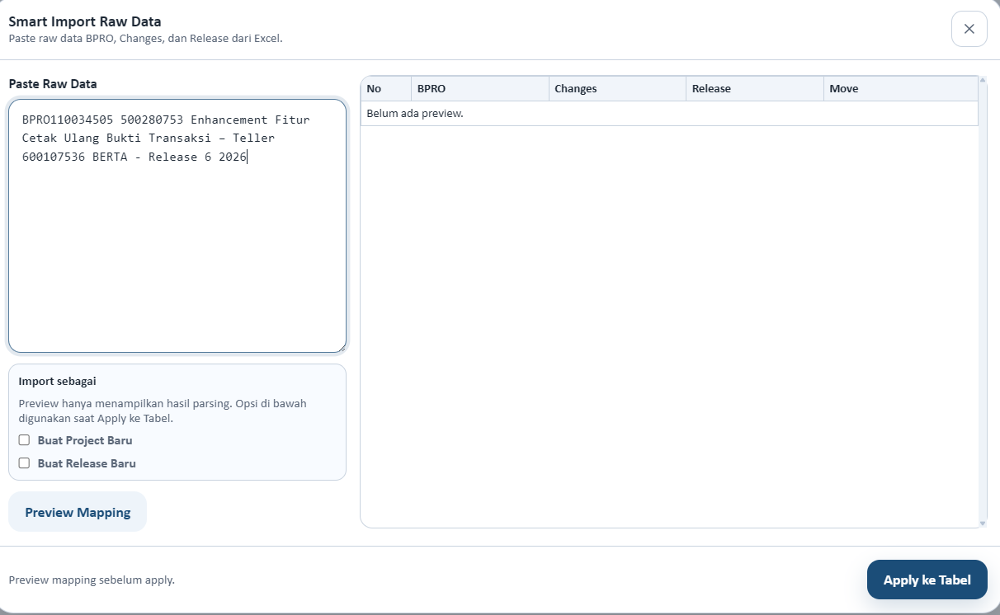 Smart Import Raw Data
Paste raw data BPRO, Changes, dan Release dari Excel.
Paste Raw Data
BPRO110034505 500280753 Enhancement Fitur
Cetak Ulang Bukti Transaksi – Teller
600107536 BERTA - Release 6 2026
Import sebagai
Preview hanya menampilkan hasil parsing. Opsi di bawah
digunakan saat Apply ke Tabel.
Buat Project Baru
Buat Release Baru
Preview Mapping
No BPRO Changes Release Move
Belum ada preview.
Preview mapping sebelum apply.
Apply ke Tabel